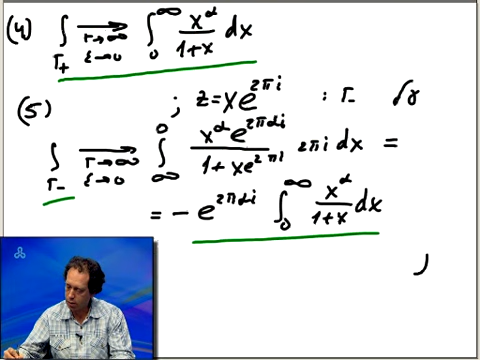 (4) ∫_{Γ+} →_{r→∞, ε→0} ∫_0^∞ x^α/(1+x) dx
(5) ; z=xe^{2πi} : Γ-
∫_{Γ-} →_{r→∞, ε→0} ∫_∞^0 x^α e^{2παi}/(1+xe^{2πi}) 2πi dx =
= -e^{2παi} ∫_0^∞ x^α/(1+x) dx